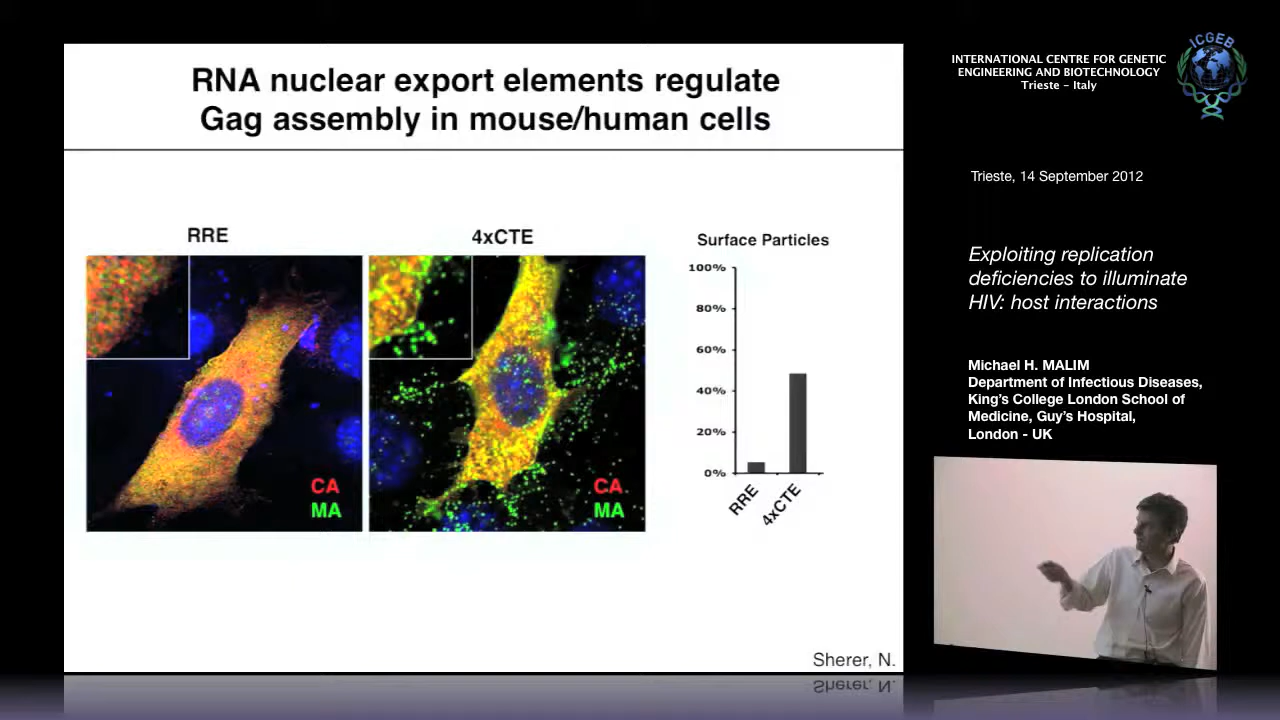 RNA nuclear export elements regulate
Gag assembly in mouse/human cells
RRE
CA
MA
4xCTE
CA
MA
Surface Particles
100%
80%
60%
40%
20%
0%
RRE
4xCTE
Sherer, N.
INTERNATIONAL CENTRE FOR GENETIC
ENGINEERING AND BIOTECHNOLOGY
Trieste - Italy
ICGEB
Trieste, 14 September 2012
Exploiting replication
deficiencies to illuminate
HIV: host interactions
Michael H. MALIM
Department of Infectious Diseases,
King's College London School of
Medicine, Guy's Hospital,
London - UK